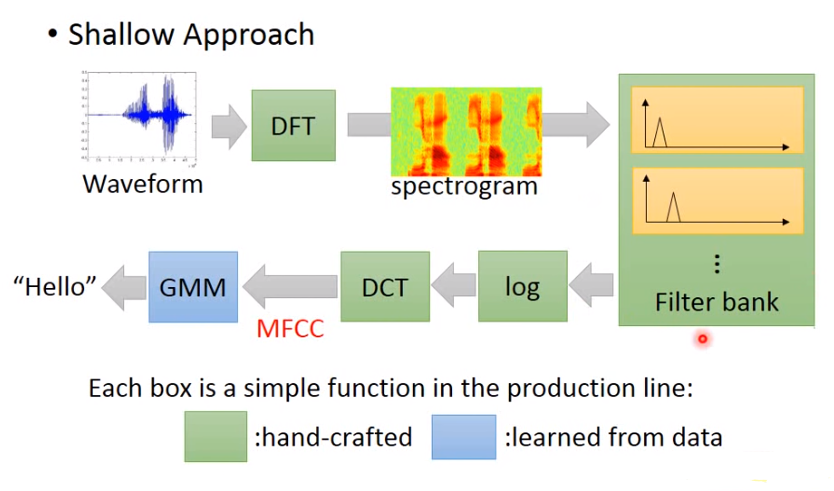 • Shallow Approach
DFT
Waveform
spectrogram
⋮
Filter bank
log
DCT
MFCC
GMM
“Hello”
Each box is a simple function in the production line:
:hand-crafted
:learned from data